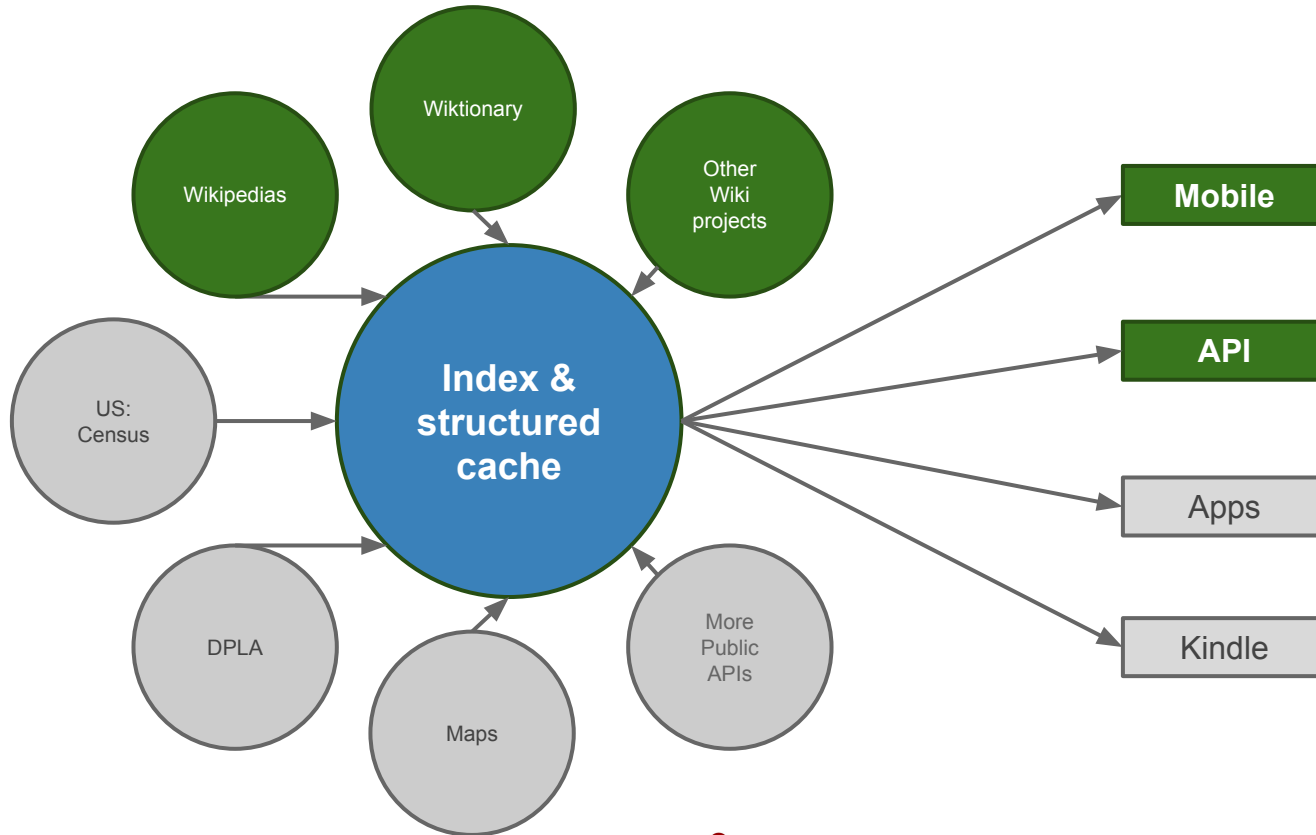 Wiktionary
Wikipedias
Other
Wiki
projects
Mobile
API
Index &
structured
cache
US:
Census
Apps
DPLA
More
Public
APIs
Kindle
Maps